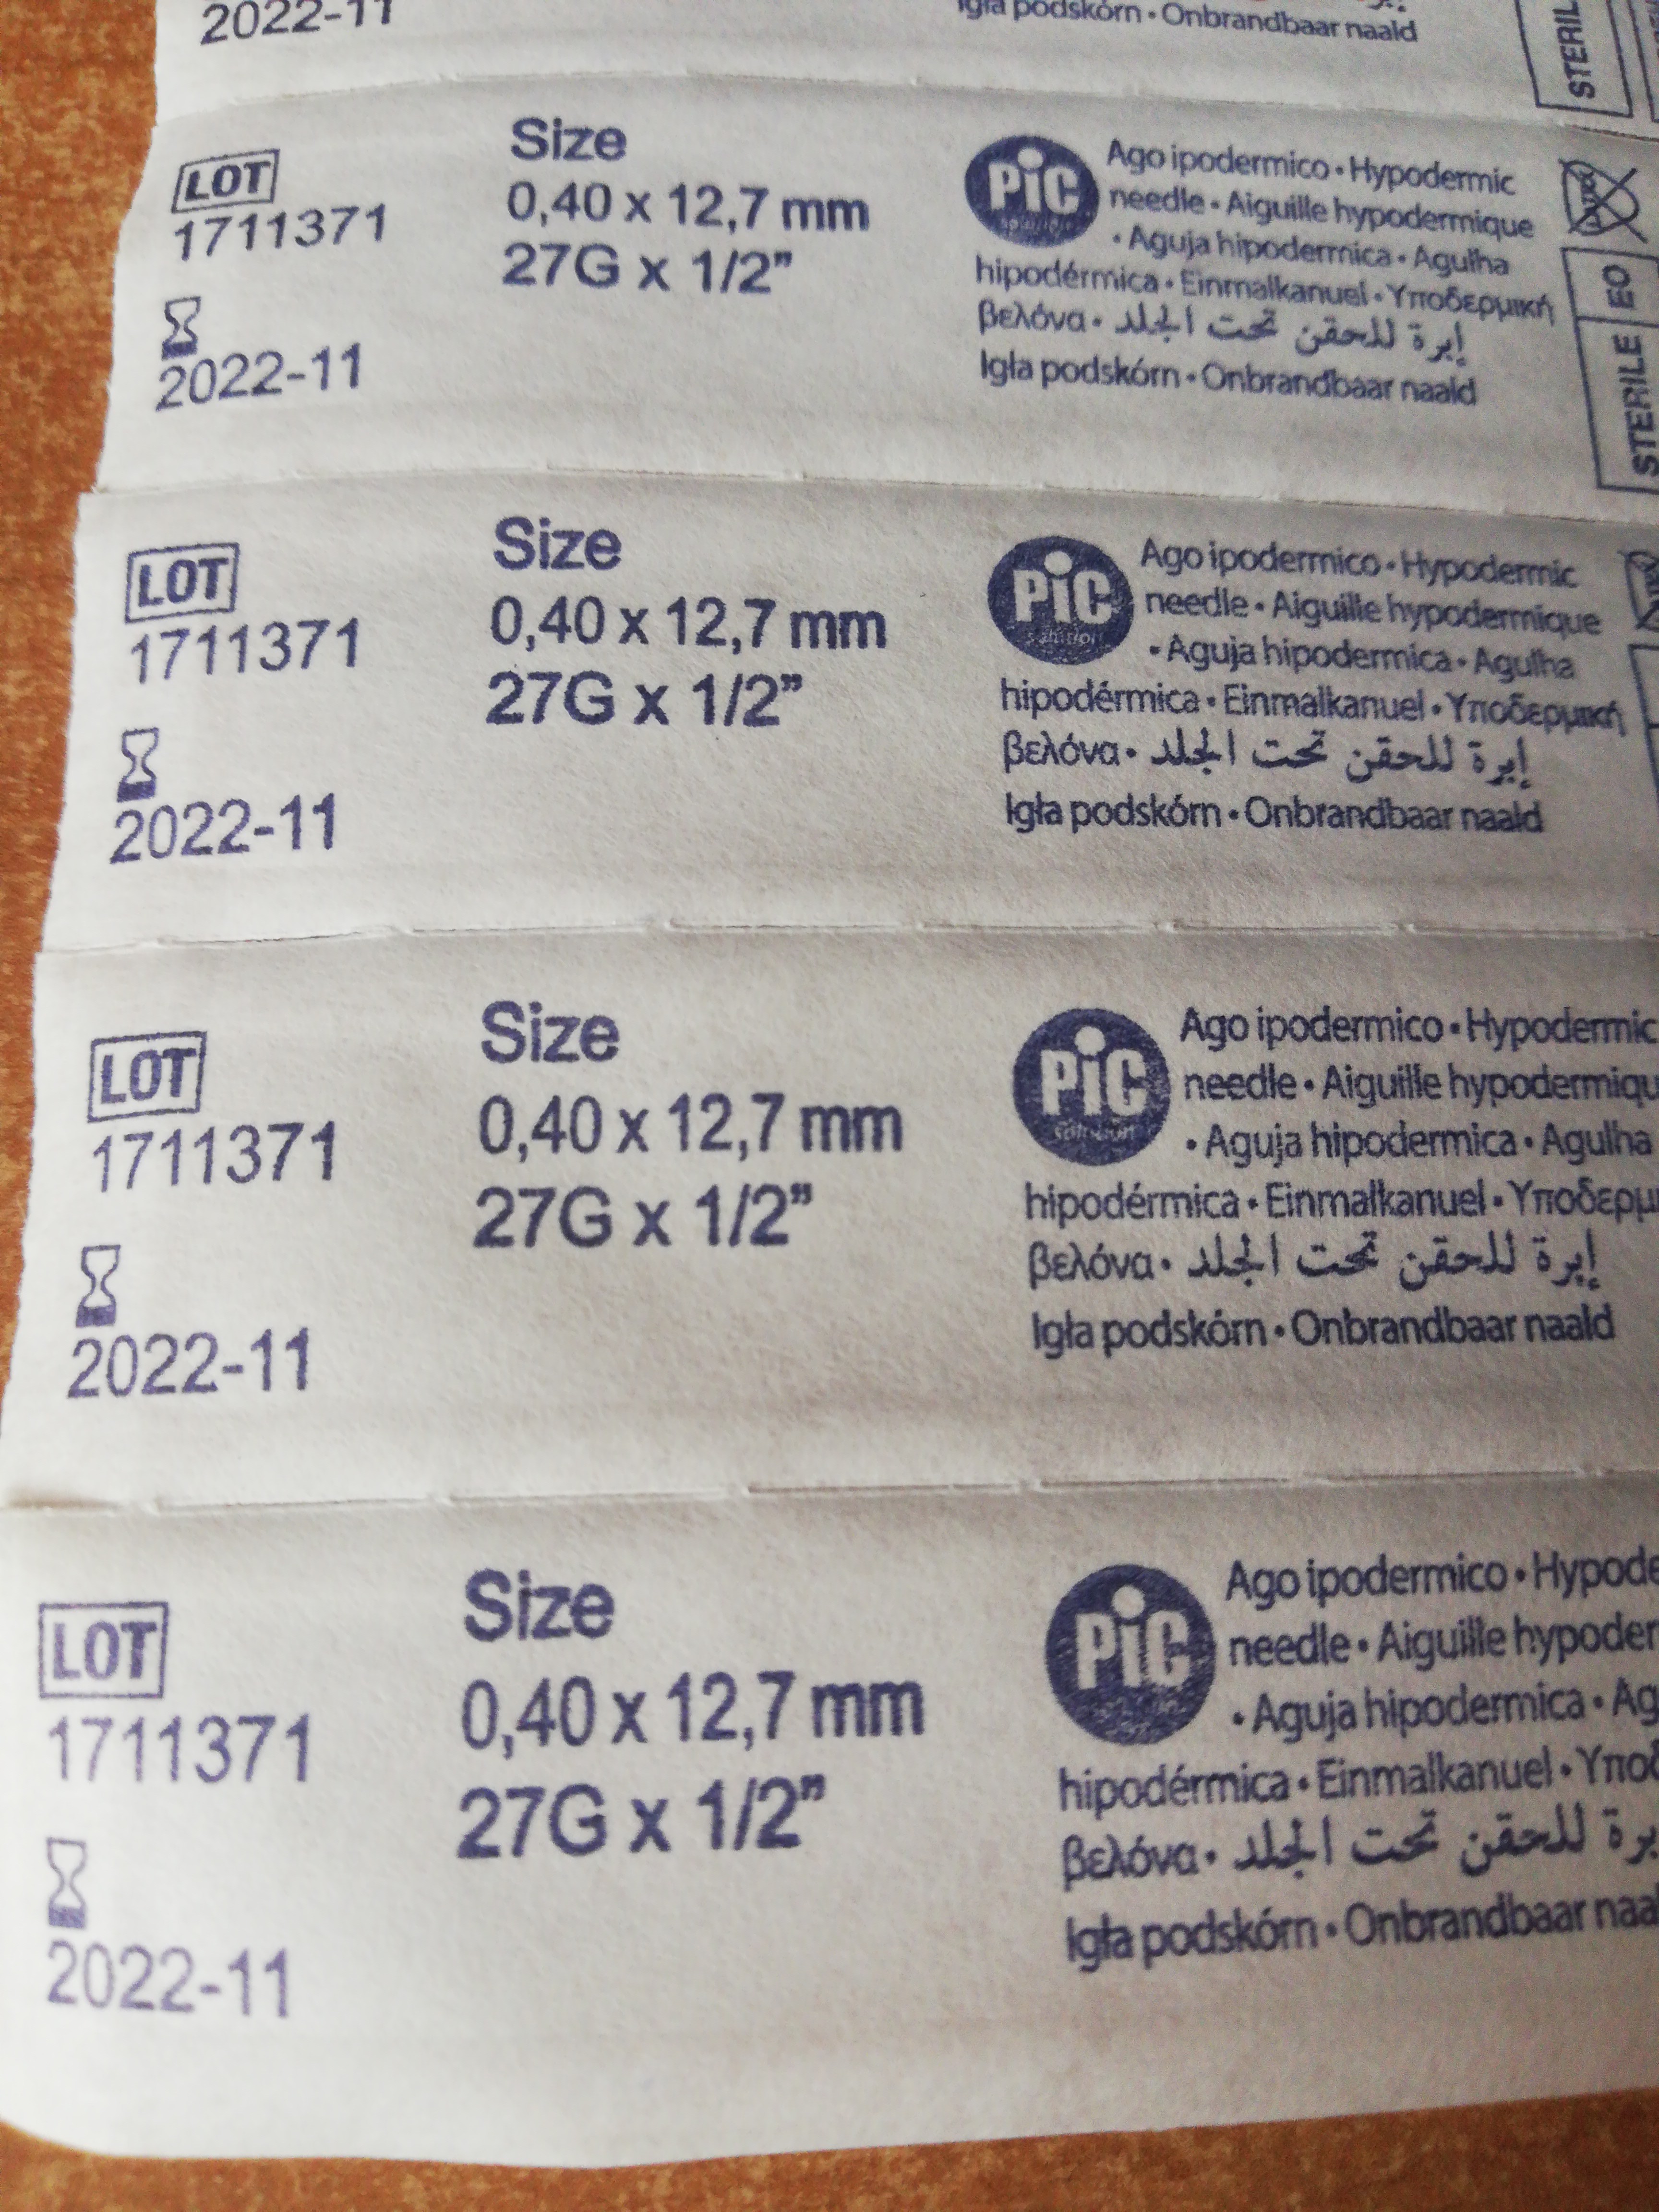 2022-11
Igła podskórn • Onbrandbaar naald
STERIL
LOT
1711371
2022-11
Size
0,40 x 12,7 mm
27G x 1/2”
PiC
solution
Ago ipodermico • Hypodermic
needle • Aiguille hypodermique
• Aguja hipodermica • Agulha
hipodérmica • Einmalkanuel • Υποδερμική
βελόνα • إبرة للحقن تحت الجلد
Igła podskórn • Onbrandbaar naald
STERILE EO
LOT
1711371
2022-11
Size
0,40 x 12,7 mm
27G x 1/2”
PiC
solution
Ago ipodermico • Hypodermic
needle • Aiguille hypodermique
• Aguja hipodermica • Agulha
hipodérmica • Einmalkanuel • Υποδερμική
βελόνα • إبرة للحقن تحت الجلد
Igła podskórn • Onbrandbaar naald
LOT
1711371
2022-11
Size
0,40 x 12,7 mm
27G x 1/2”
PiC
solution
Ago ipodermico • Hypodermic
needle • Aiguille hypodermiqu
• Aguja hipodermica • Agulha
hipodérmica • Einmalkanuel • Υποδερμ
βελόνα • إبرة للحقن تحت الجلد
Igła podskórn • Onbrandbaar naald
LOT
1711371
2022-11
Size
0,40 x 12,7 mm
27G x 1/2”
PiC
Ago ipodermico • Hypode
needle • Aiguille hypoder
• Aguja hipodermica • Ag
hipodérmica • Einmalkanuel • Υποδ
βελόνα • برة للحقن تحت الجلد
Igła podskórn • Onbrandbaar naa